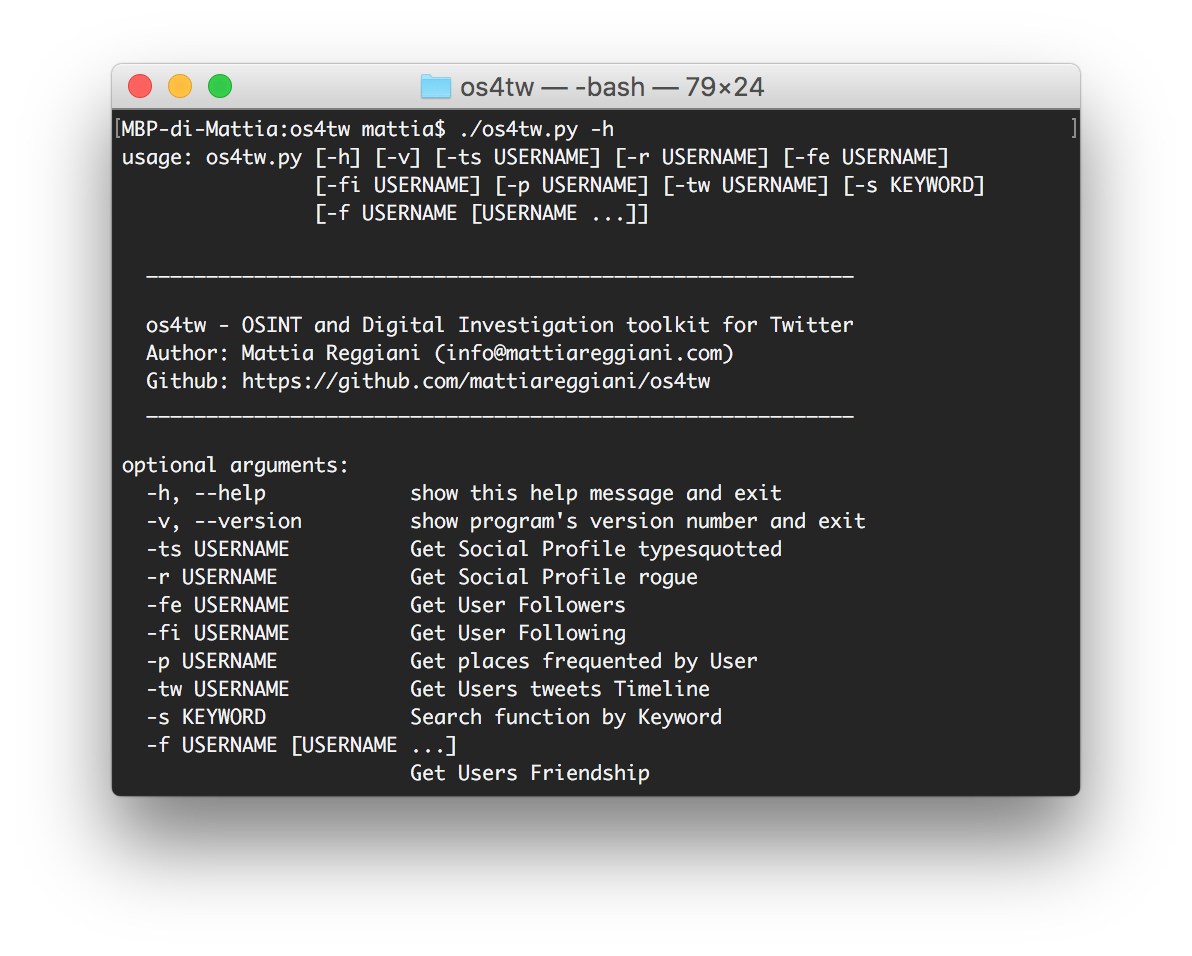 os4tw — -bash — 79×24
[MBP-di-Mattia:os4tw mattia$ ./os4tw.py -h ]
usage: os4tw.py [-h] [-v] [-ts USERNAME] [-r USERNAME] [-fe USERNAME]
[-fi USERNAME] [-p USERNAME] [-tw USERNAME] [-s KEYWORD]
[-f USERNAME [USERNAME ...]]
___________________________________________________________
os4tw - OSINT and Digital Investigation toolkit for Twitter
Author: Mattia Reggiani (info@mattiareggiani.com)
Github: https://github.com/mattiareggiani/os4tw
___________________________________________________________
optional arguments:
-h, --help show this help message and exit
-v, --version show program's version number and exit
-ts USERNAME Get Social Profile typesquotted
-r USERNAME Get Social Profile rogue
-fe USERNAME Get User Followers
-fi USERNAME Get User Following
-p USERNAME Get places frequented by User
-tw USERNAME Get Users tweets Timeline
-s KEYWORD Search function by Keyword
-f USERNAME [USERNAME ...]
Get Users Friendship